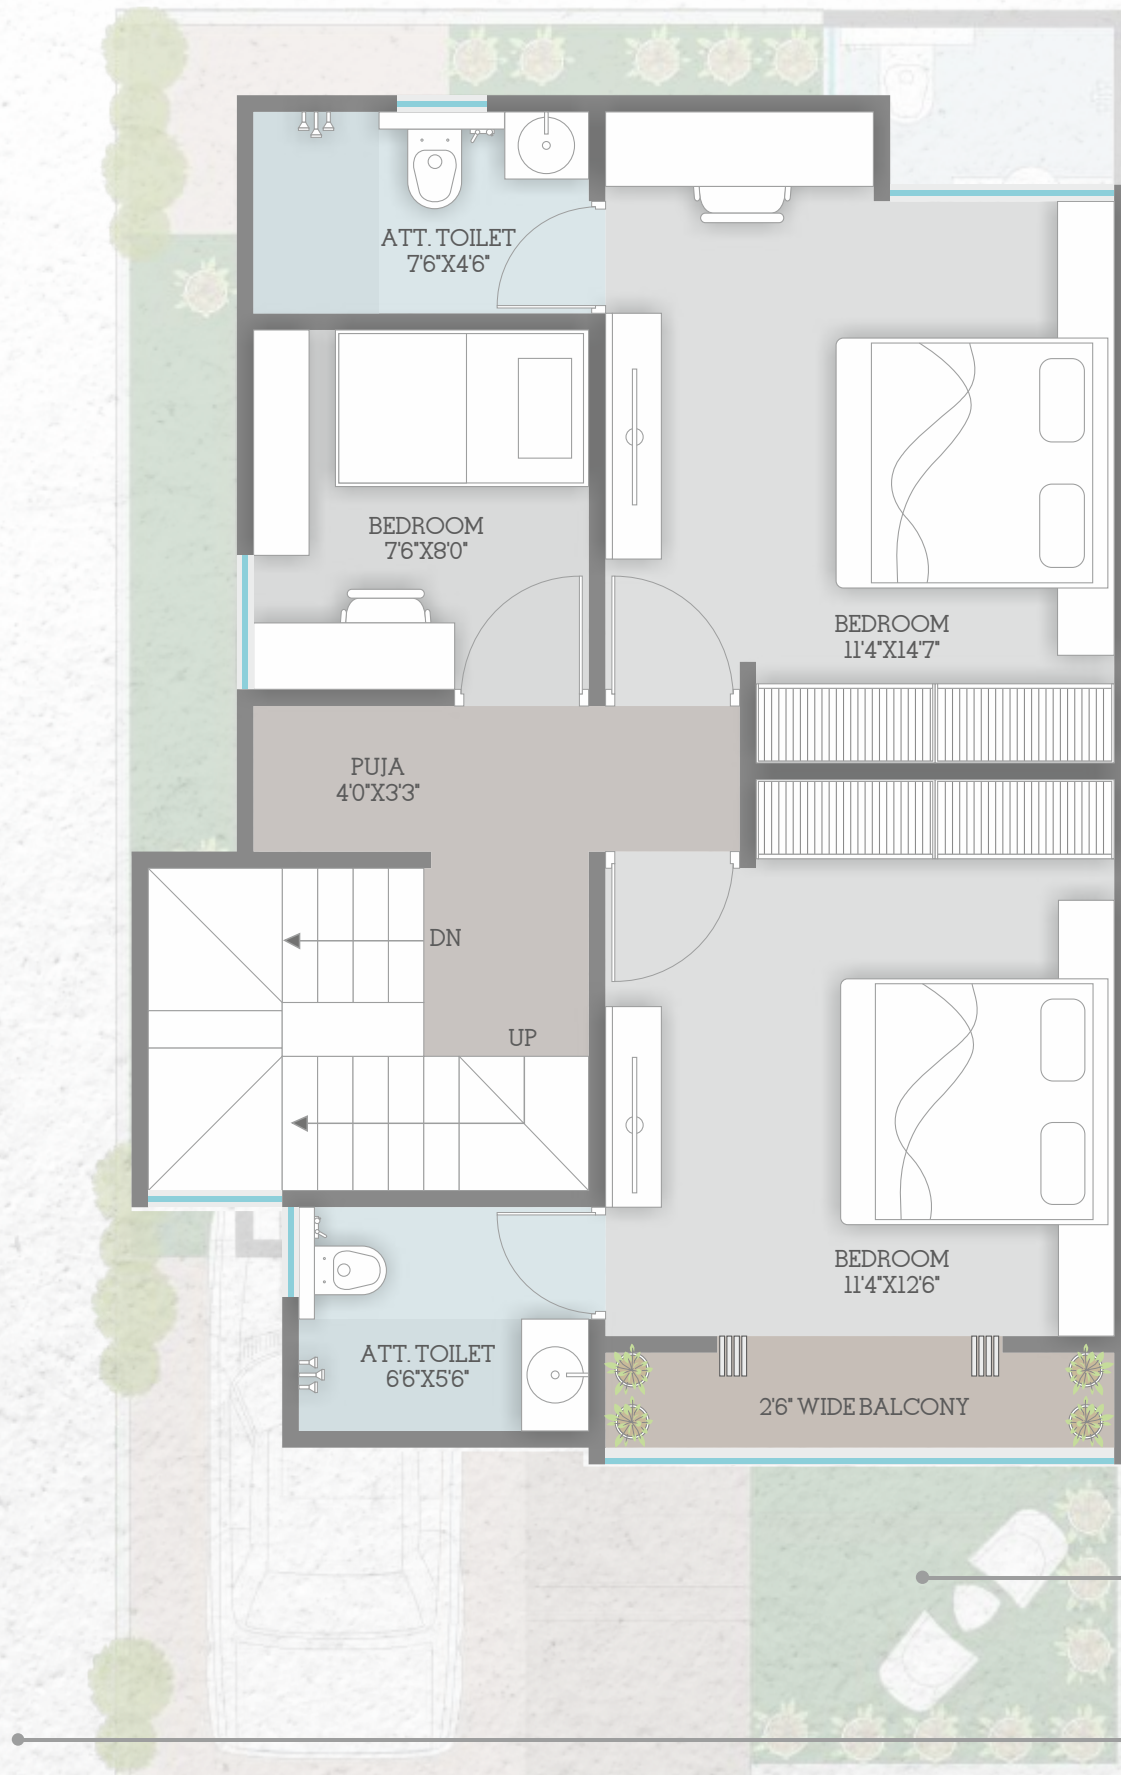 ATT. TOILET
7'6"X4'6"
BEDROOM
7'6"X8'0"
BEDROOM
11'4"X14'7"
PUJA
4'0"X3'3"
DN
UP
BEDROOM
11'4"X12'6"
ATT. TOILET
6'6"X5'6"
2'6" WIDE BALCONY